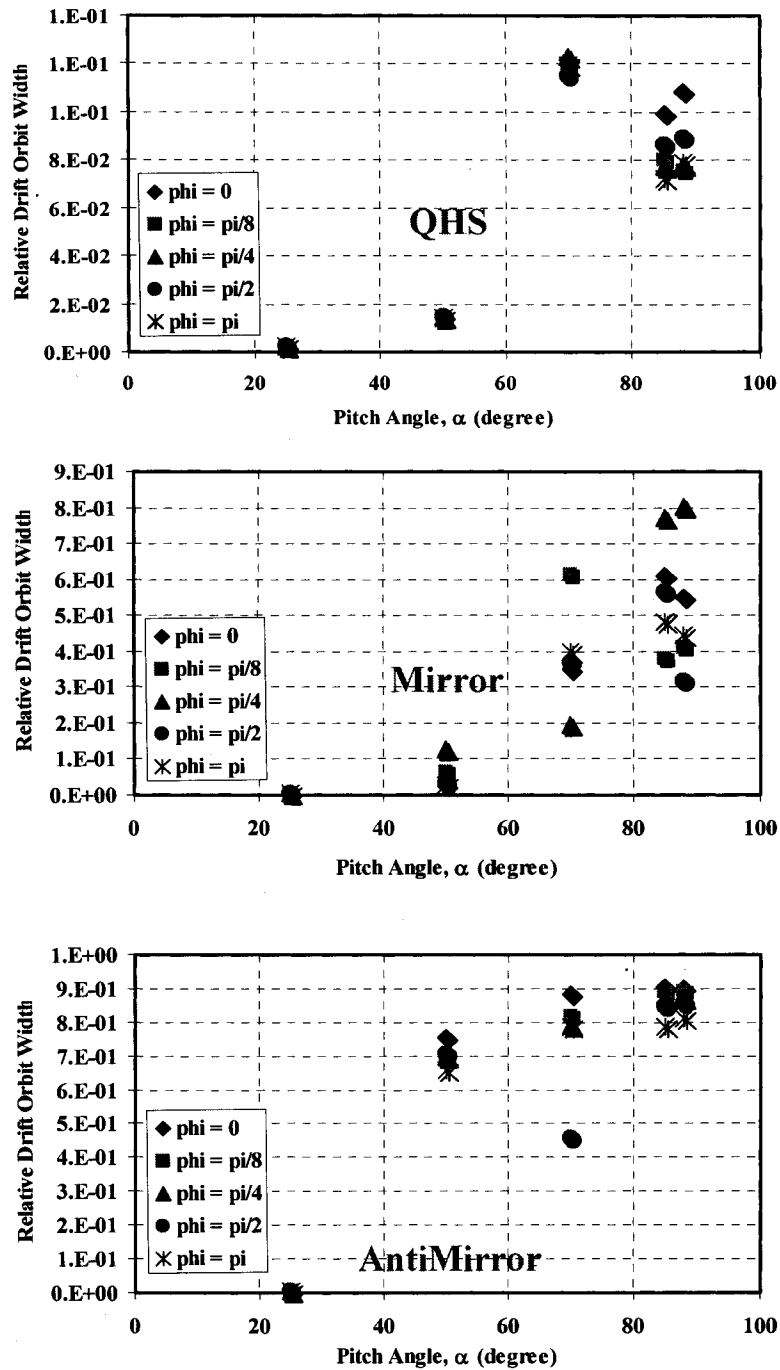 1.E-01
1.E-01
1.E-01
8.E-02
6.E-02
4.E-02
2.E-02
0.E+00
Relative Drift Orbit Width
phi = 0
phi = pi/8
phi = pi/4
phi = pi/2
phi = pi
QHS
0 20 40 60 80 100
Pitch Angle, α (degree)
9.E-01
8.E-01
7.E-01
6.E-01
5.E-01
4.E-01
3.E-01
2.E-01
1.E-01
0.E+00
Relative Drift Orbit Width
phi = 0
phi = pi/8
phi = pi/4
phi = pi/2
phi = pi
Mirror
0 20 40 60 80 100
Pitch Angle, α (degree)
1.E+00
9.E-01
8.E-01
7.E-01
6.E-01
5.E-01
4.E-01
3.E-01
2.E-01
1.E-01
0.E+00
Relative Drift Orbit Width
phi = 0
phi = pi/8
phi = pi/4
phi = pi/2
phi = pi
AntiMirror
0 20 40 60 80 100
Pitch Angle, α (degree)